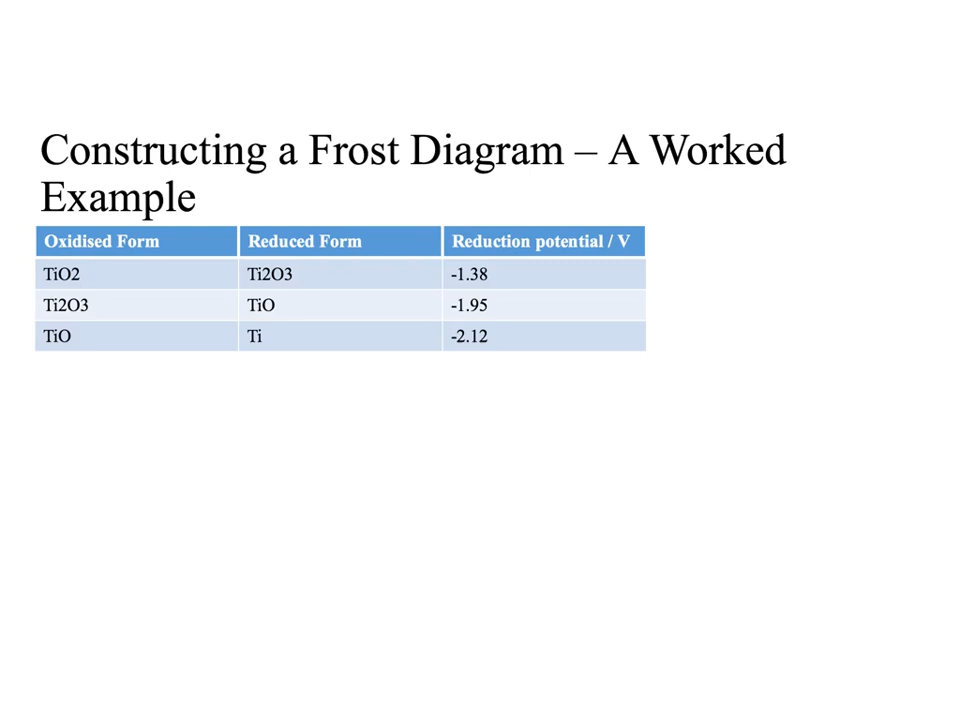 Constructing a Frost Diagram – A Worked
Example
Oxidised Form Reduced Form Reduction potential / V
TiO2 Ti2O3 -1.38
Ti2O3 TiO -1.95
TiO Ti -2.12